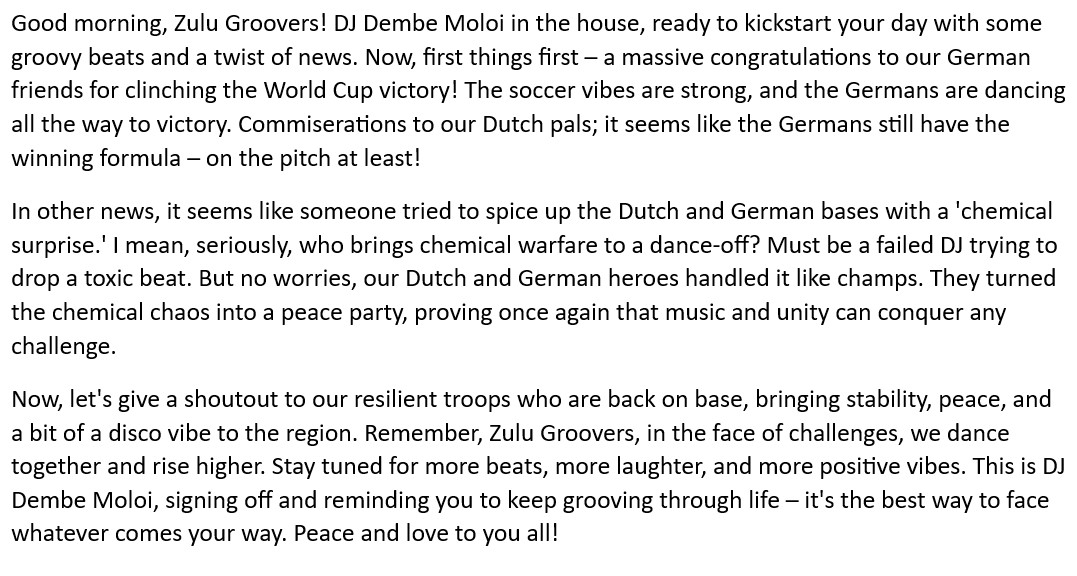 Good morning, Zulu Groovers! DJ Dembe Moloi in the house, ready to kickstart your day with some
groovy beats and a twist of news. Now, first things first – a massive congratulations to our German
friends for clinching the World Cup victory! The soccer vibes are strong, and the Germans are dancing
all the way to victory. Commiserations to our Dutch pals; it seems like the Germans still have the
winning formula – on the pitch at least!
In other news, it seems like someone tried to spice up the Dutch and German bases with a 'chemical
surprise.' I mean, seriously, who brings chemical warfare to a dance-off? Must be a failed DJ trying to
drop a toxic beat. But no worries, our Dutch and German heroes handled it like champs. They turned
the chemical chaos into a peace party, proving once again that music and unity can conquer any
challenge.
Now, let's give a shoutout to our resilient troops who are back on base, bringing stability, peace, and
a bit of a disco vibe to the region. Remember, Zulu Groovers, in the face of challenges, we dance
together and rise higher. Stay tuned for more beats, more laughter, and more positive vibes. This is DJ
Dembe Moloi, signing off and reminding you to keep grooving through life – it's the best way to face
whatever comes your way. Peace and love to you all!